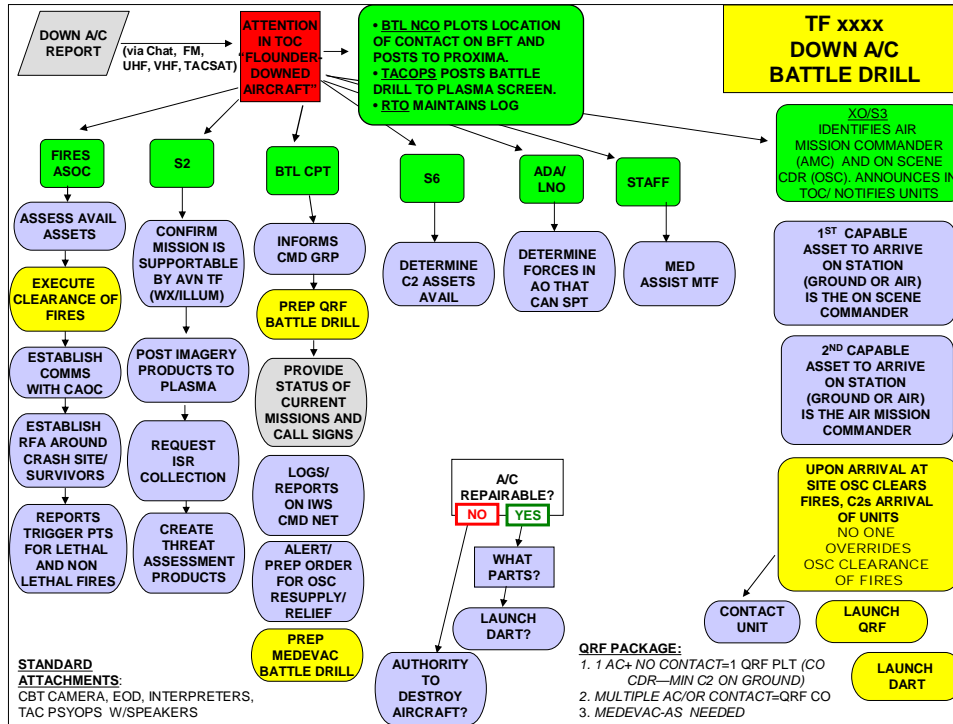 DOWN A/C
REPORT
(via Chat, FM,
UHF, VHF, TACSAT)
ATTENTION
IN TOC
“FLOUNDER-
DOWNED
AIRCRAFT”
• BTL NCO PLOTS LOCATION
OF CONTACT ON BFT AND
POSTS TO PROXIMA.
• TACOPS POSTS BATTLE
DRILL TO PLASMA SCREEN.
• RTO MAINTAINS LOG
TF xxxx
DOWN A/C
BATTLE DRILL
XO/S3
IDENTIFIES AIR
MISSION COMMANDER
(AMC) AND ON SCENE
CDR (OSC). ANNOUNCES IN
TOC/ NOTIFIES UNITS
FIRES
ASOC
ASSESS AVAIL
ASSETS
EXECUTE
CLEARANCE OF
FIRES
ESTABLISH
COMMS
WITH CAOC
ESTABLISH
RFA AROUND
CRASH SITE/
SURVIVORS
REPORTS
TRIGGER PTS
FOR LETHAL
AND NON
LETHAL FIRES
S2
CONFIRM
MISSION IS
SUPPORTABLE
BY AVN TF
(WX/ILLUM)
POST IMAGERY
PRODUCTS TO
PLASMA
REQUEST
ISR
COLLECTION
CREATE
THREAT
ASSESSMENT
PRODUCTS
BTL CPT
INFORMS
CMD GRP
PREP QRF
BATTLE DRILL
PROVIDE
STATUS OF
CURRENT
MISSIONS AND
CALL SIGNS
LOGS/
REPORTS
ON IWS
CMD NET
ALERT/
PREP ORDER
FOR OSC
RESUPPLY/
RELIEF
PREP
MEDEVAC
BATTLE DRILL
S6
DETERMINE
C2 ASSETS
AVAIL
ADA/
LNO
DETERMINE
FORCES IN
AO THAT
CAN SPT
STAFF
MED
ASSIST MTF
A/C
REPAIRABLE?
NO
YES
WHAT
PARTS?
LAUNCH
DART?
AUTHORITY
TO
DESTROY
AIRCRAFT?
1ST CAPABLE
ASSET TO ARRIVE
ON STATION
(GROUND OR AIR)
IS THE ON SCENE
COMMANDER
2ND CAPABLE
ASSET TO ARRIVE
ON STATION
(GROUND OR AIR)
IS THE AIR MISSION
COMMANDER
UPON ARRIVAL AT
SITE OSC CLEARS
FIRES, C2s ARRIVAL
OF UNITS
NO ONE
OVERRIDES
OSC CLEARANCE
OF FIRES
CONTACT
UNIT
LAUNCH
QRF
LAUNCH
DART
STANDARD
ATTACHMENTS:
CBT CAMERA, EOD, INTERPRETERS,
TAC PSYOPS W/SPEAKERS
QRF PACKAGE:
1. 1 AC+ NO CONTACT=1 QRF PLT (CO
CDR—MIN C2 ON GROUND)
2. MULTIPLE AC/OR CONTACT=QRF CO
3. MEDEVAC-AS NEEDED